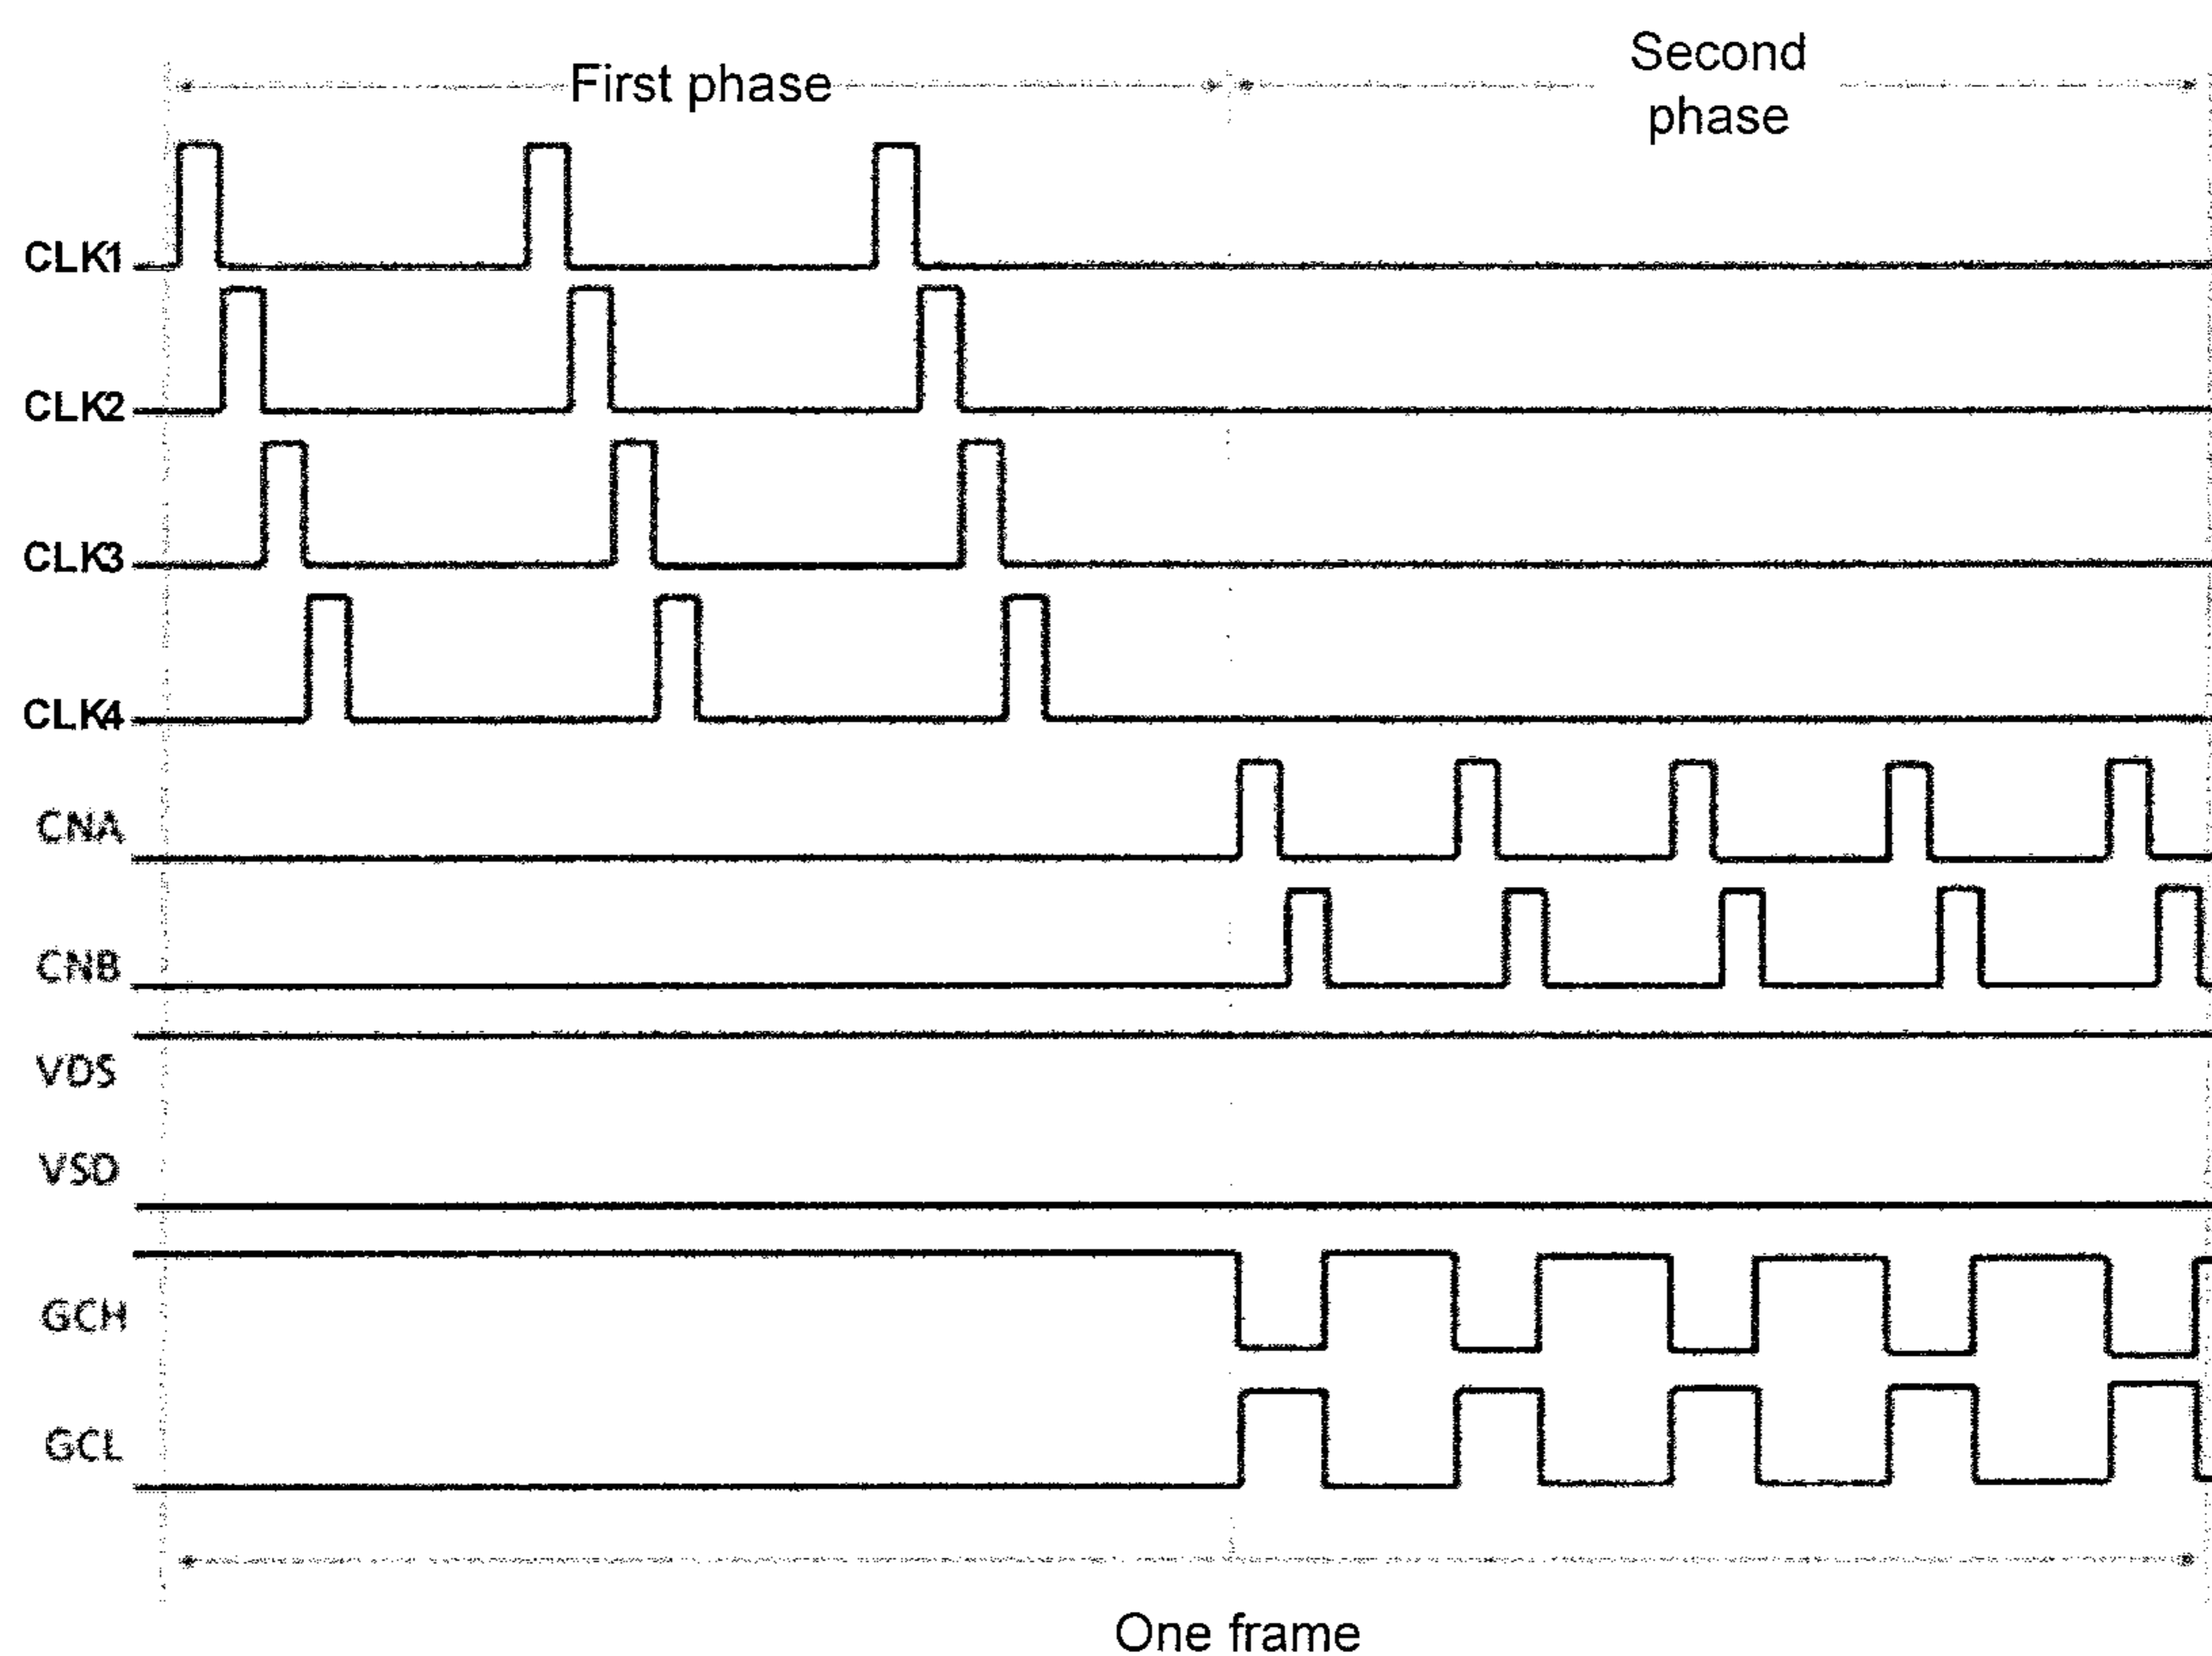 First phase
Second
phase
CLK1
CLK2
CLK3
CLK4
CNA
CNB
VDS
VSD
GCH
GCL
One frame